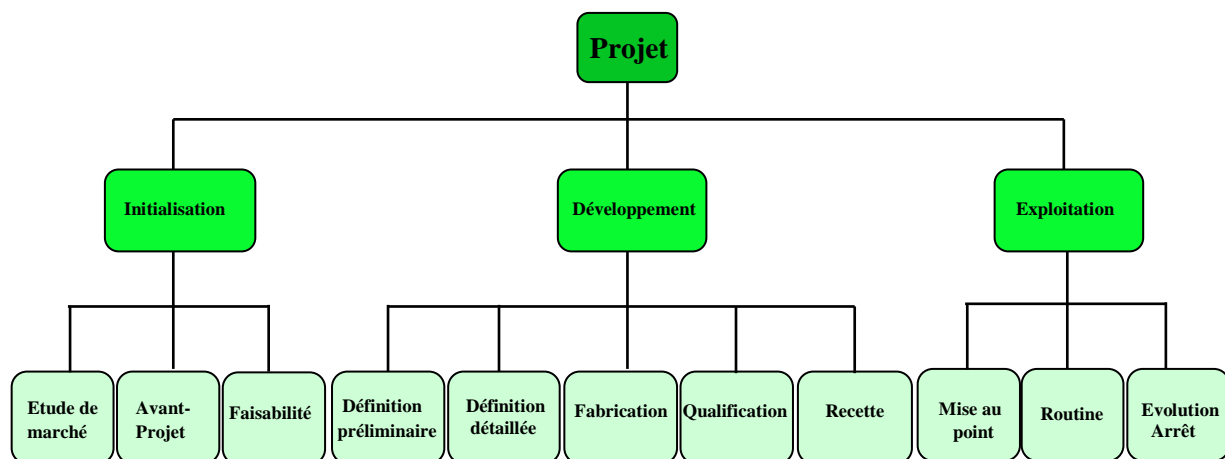 Projet
Initialisation
Développement
Exploitation
Etude de
marché
Avant-
Projet
Faisabilité
Définition
préliminaire
Définition
détaillée
Fabrication
Qualification
Recette
Mise au
point
Routine
Evolution
Arrêt